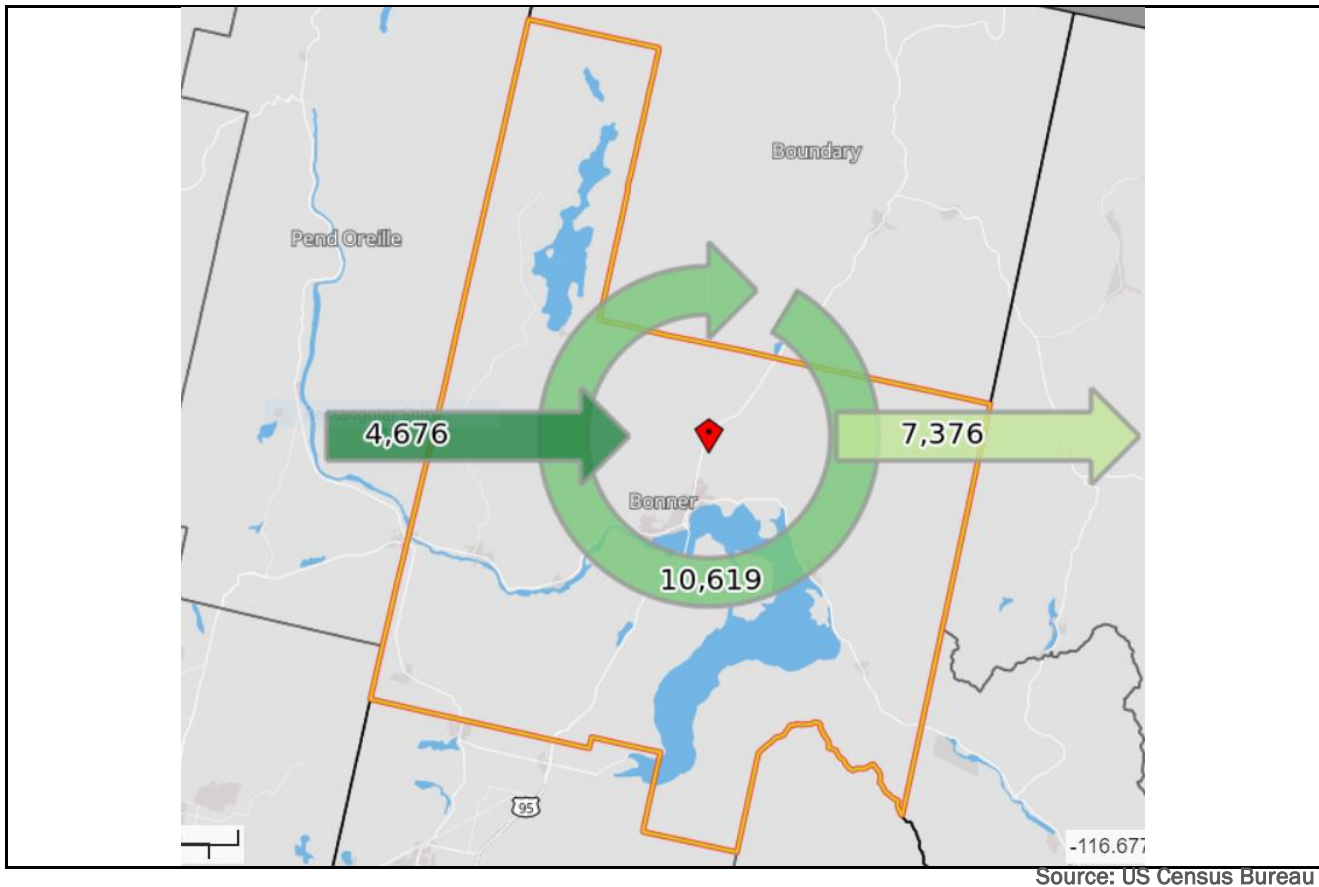 Boundary
Pend Oreille
4,676
7,376
Bonner
10,619
95
-116.677
Source: US Census Bureau